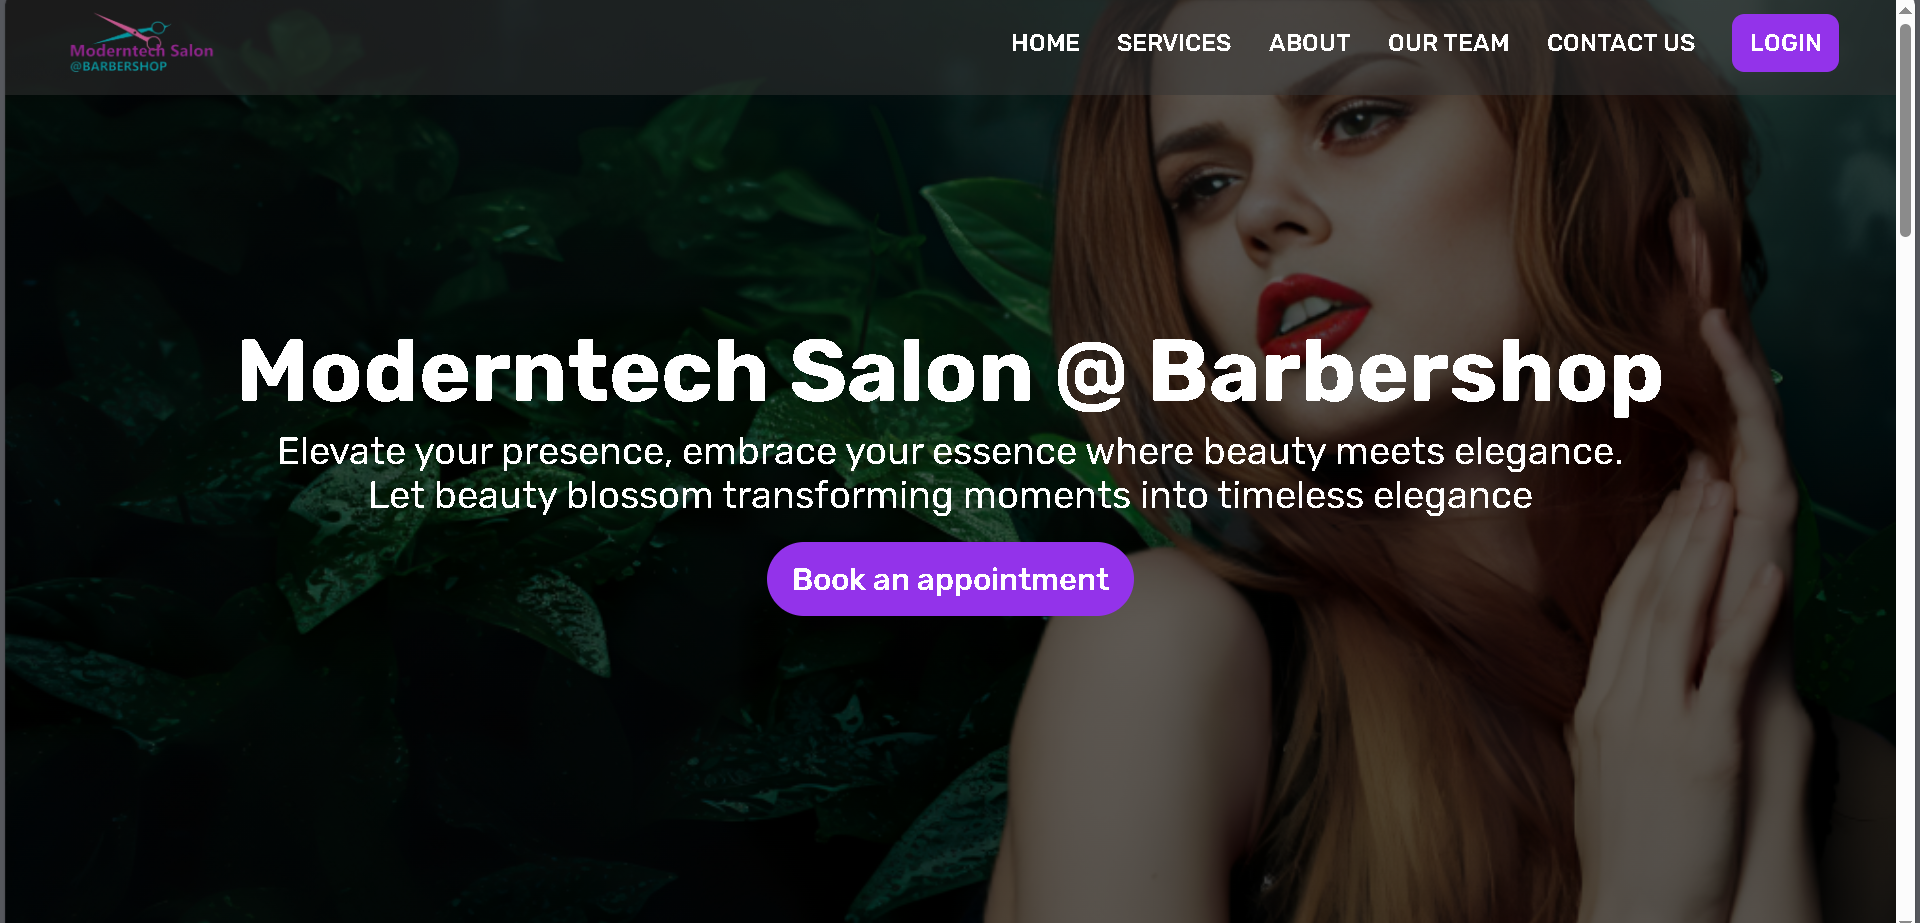 Moderntech Salon
@BARBERSHOP
HOME SERVICES ABOUT OUR TEAM CONTACT US LOGIN
Moderntech Salon @ Barbershop
Elevate your presence, embrace your essence where beauty meets elegance.
Let beauty blossom transforming moments into timeless elegance
Book an appointment